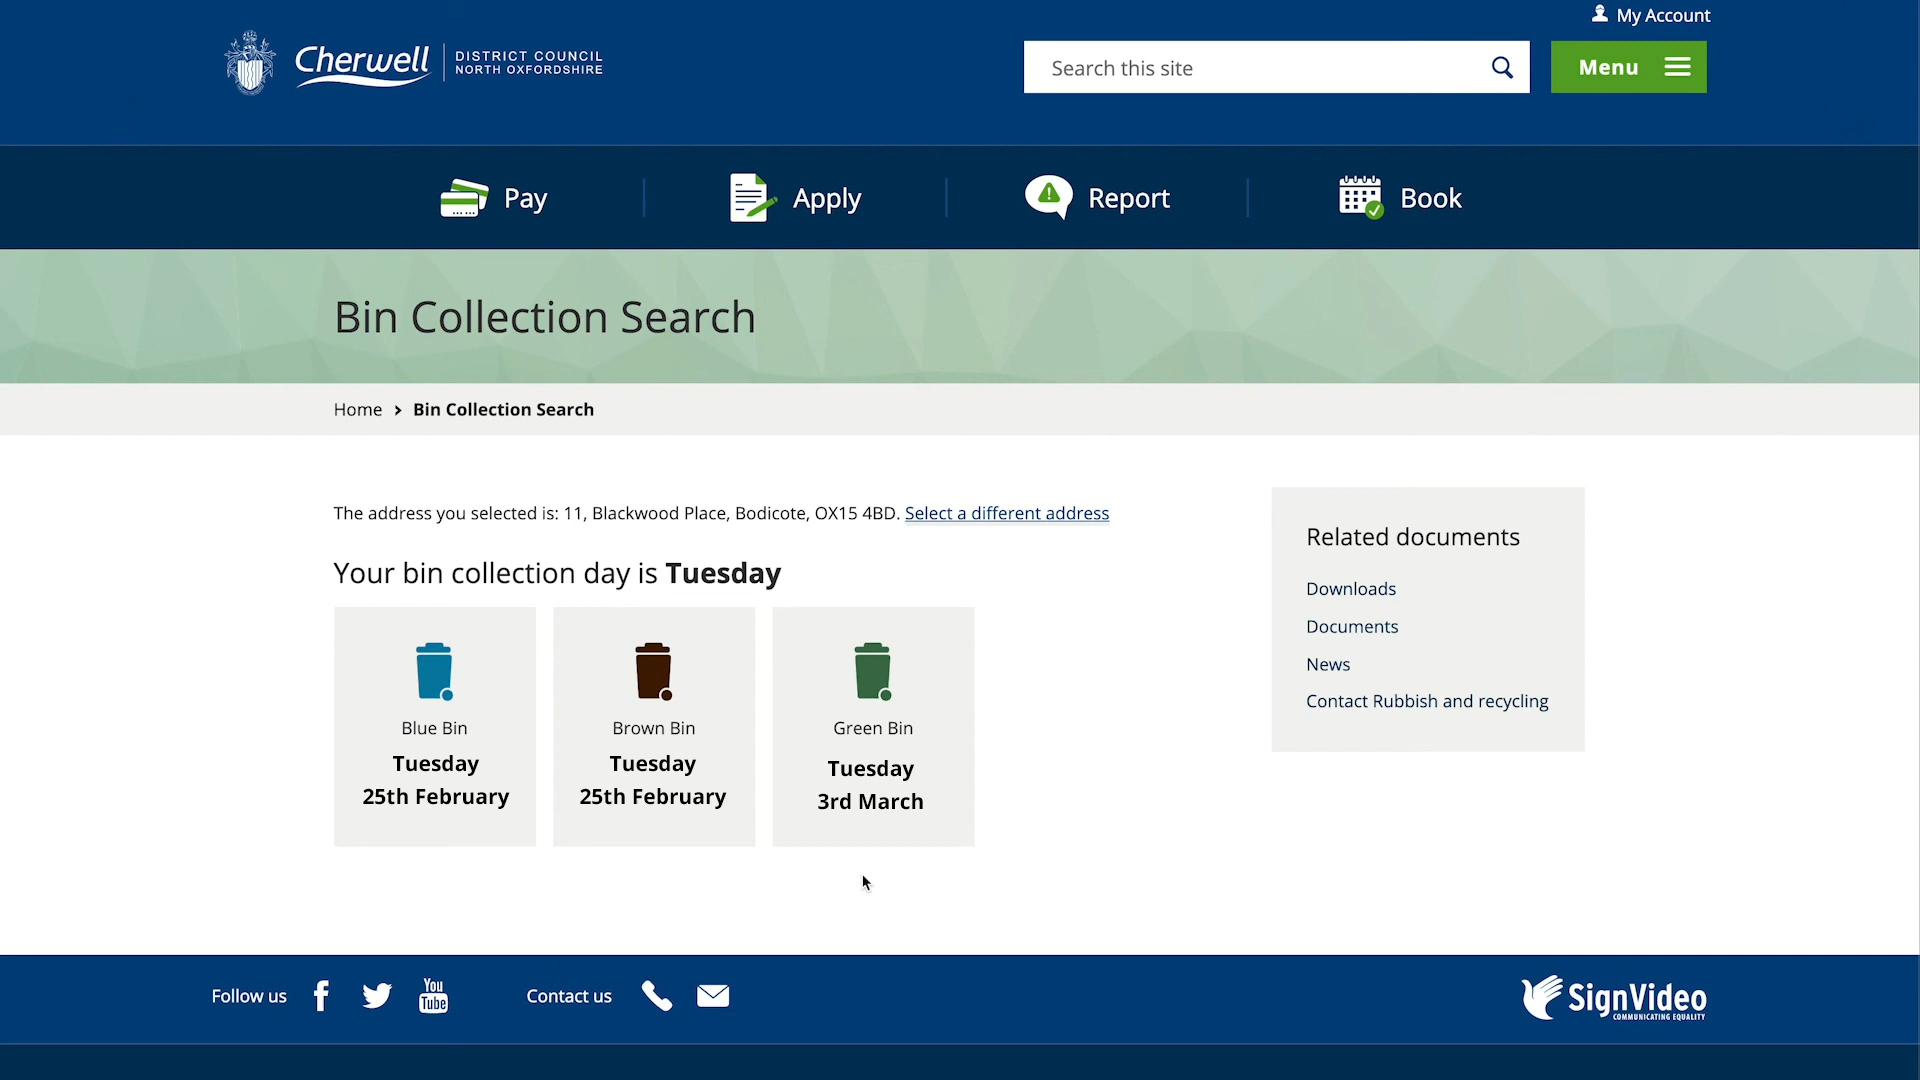 My Account
Cherwell
DISTRICT COUNCIL
NORTH OXFORDSHIRE
Search this site
Menu
Pay
Apply
Report
Book
Bin Collection Search
Home > Bin Collection Search
The address you selected is: 11, Blackwood Place, Bodicote, OX15 4BD. Select a different address
Your bin collection day is Tuesday
Blue Bin
Tuesday
25th February
Brown Bin
Tuesday
25th February
Green Bin
Tuesday
3rd March
Related documents
Downloads
Documents
News
Contact Rubbish and recycling
Follow us
You
Tube
Contact us
SignVideo
COMMUNICATING EQUALITY